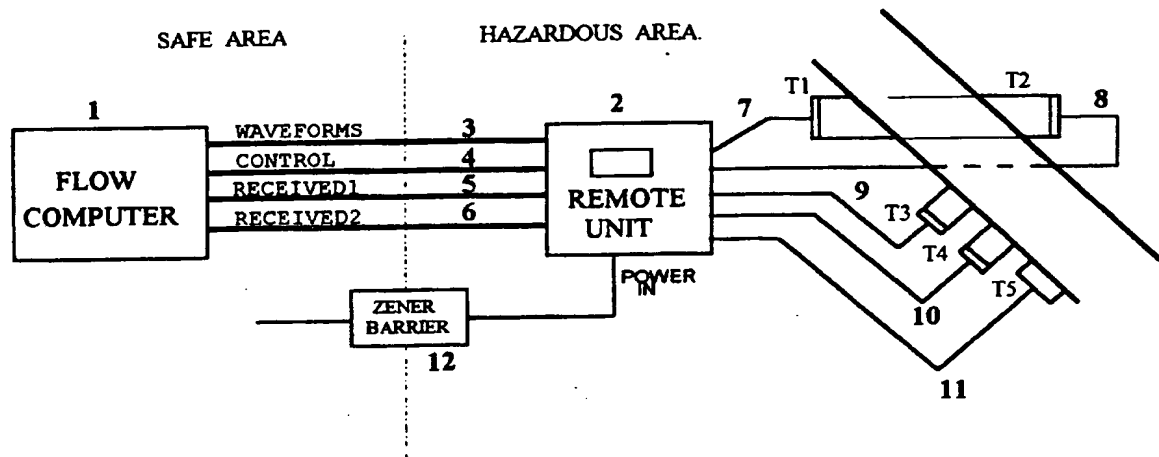 SAFE AREA
HAZARDOUS AREA.
1
2
T1
T2
7
8
WAVEFORMS 3
CONTROL 4
RECEIVED1 5
RECEIVED2 6
FLOW
COMPUTER
REMOTE
UNIT
9
T3
T4
T5
POWER
IN
10
11
ZENER
BARRIER
12